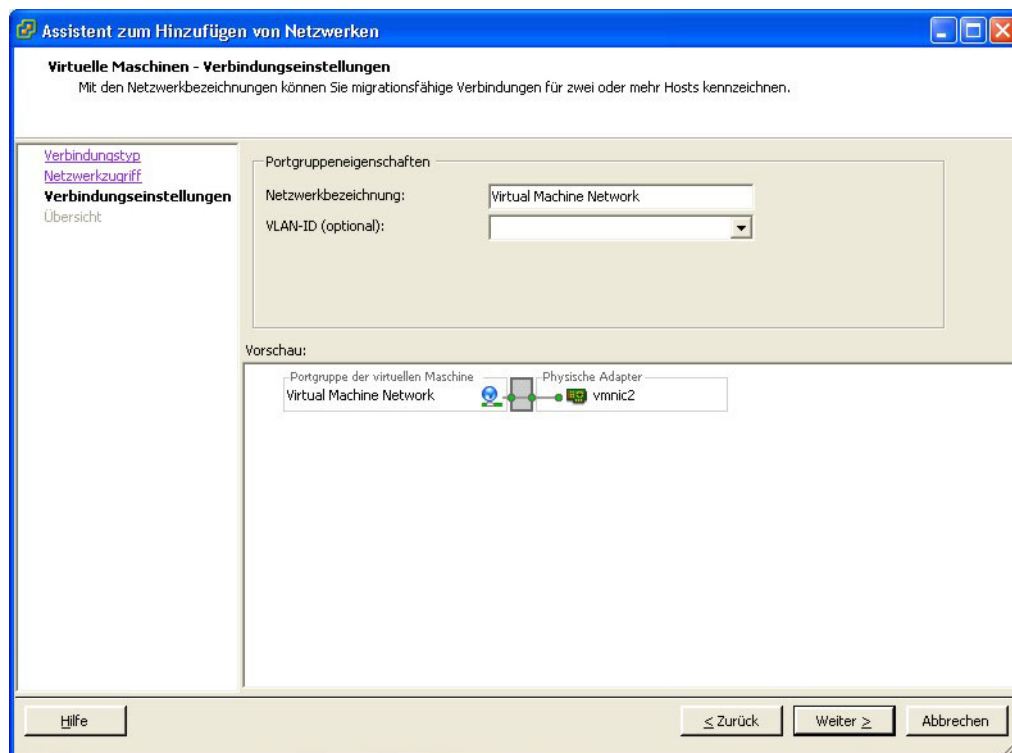 Assistent zum Hinzufügen von Netzwerken
Virtuelle Maschinen - Verbindungseinstellungen
Mit den Netzwerkbezeichnungen können Sie migrationsfähige Verbindungen für zwei oder mehr Hosts kennzeichnen.
Verbindungstyp
Netzwerkzugriff
Verbindungseinstellungen
Übersicht
Portgruppeneigenschaften
Netzwerkbezeichnung: Virtual Machine Network
VLAN-ID (optional):
Vorschau:
Portgruppe der virtuellen Maschine Physische Adapter
Virtual Machine Network vmnic2
Hilfe < Zurück Weiter > Abbrechen